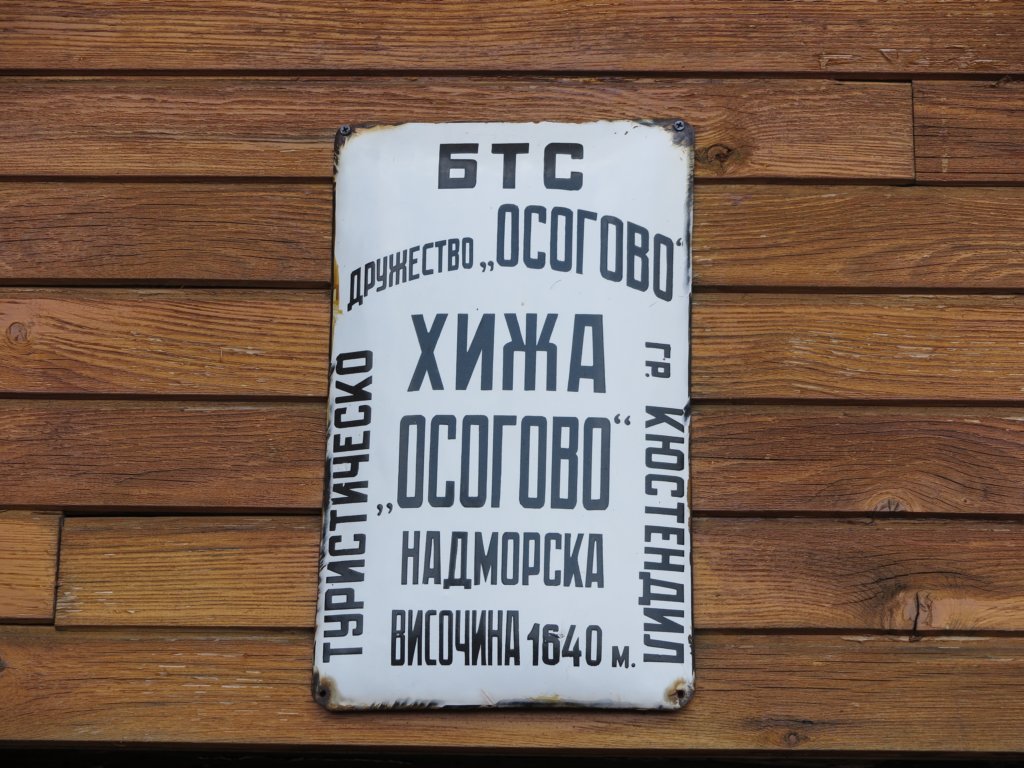 БТС
ТУРИСТИЧЕСКО
ДРУЖЕСТВО „ОСОГОВО“
ГР. КЮСТЕНДИЛ
ХИЖА
„ОСОГОВО“
НАДМОРСКА
ВИСОЧИНА 1640 М.